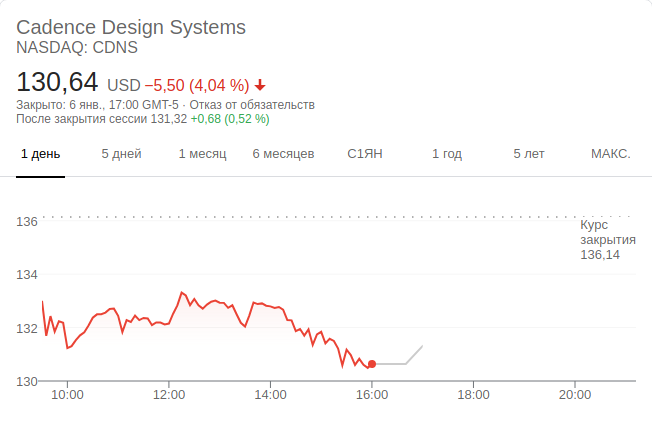 Cadence Design Systems
NASDAQ: CDNS
130,64 USD −5,50 (4,04 %)
Закрыто: 6 янв., 17:00 GMT-5 · Отказ от обязательств
После закрытия сессии 131,32 +0,68 (0,52 %)
1 день 5 дней 1 месяц 6 месяцев С1ЯН 1 год 5 лет МАКС.
136
Курс
закрытия
136,14
134
132
130
10:00 12:00 14:00 16:00 18:00 20:00